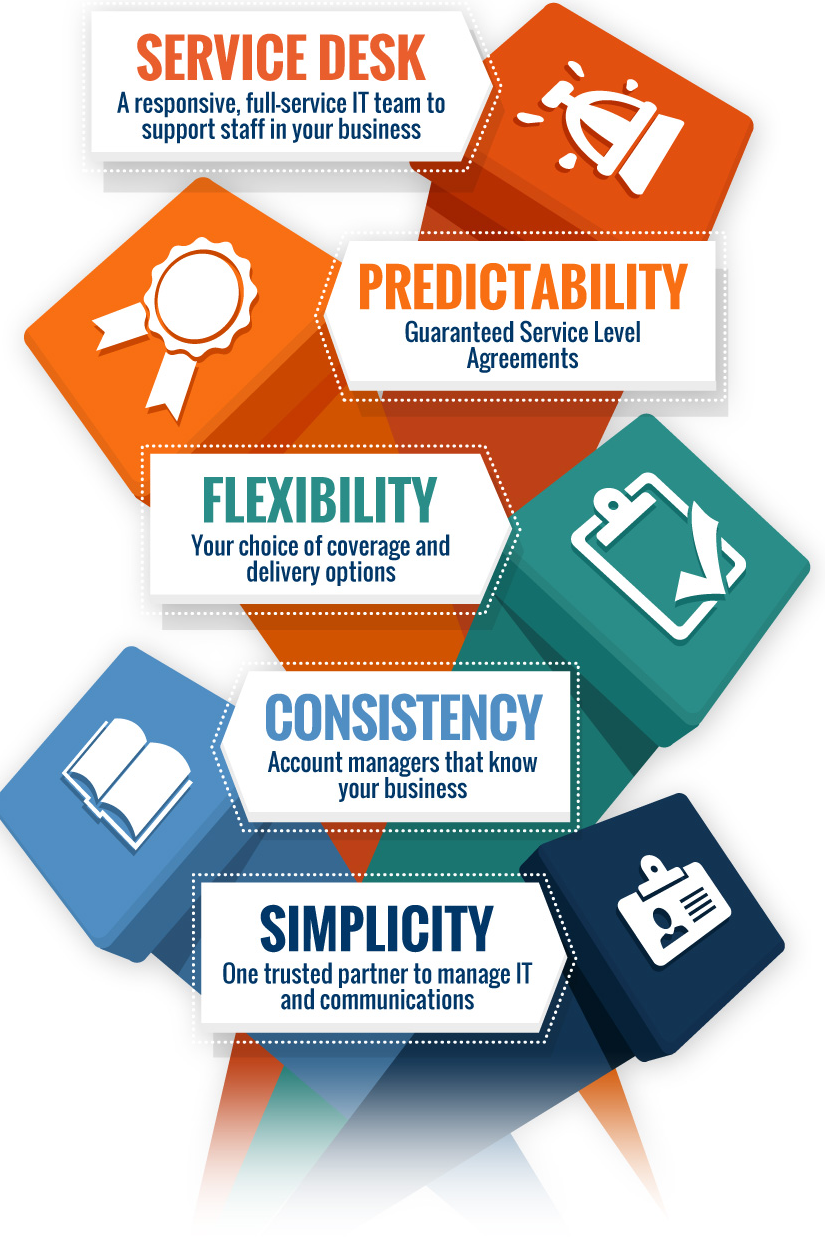 SERVICE DESK
A responsive, full-service IT team to
support staff in your business
PREDICTABILITY
Guaranteed Service Level
Agreements
FLEXIBILITY
Your choice of coverage and
delivery options
CONSISTENCY
Account managers that know
your business
SIMPLICITY
One trusted partner to manage IT
and communications